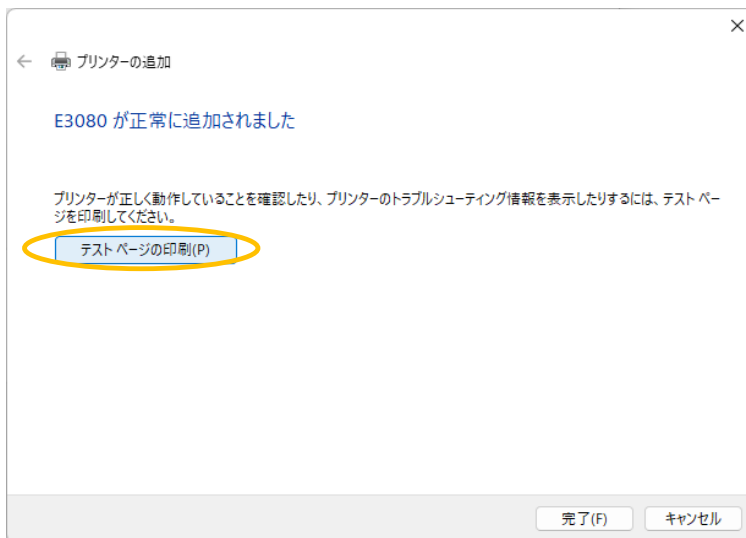 プリンターの追加
E3080 が正常に追加されました
プリンターが正しく動作していることを確認したり、プリンターのトラブルシューティング情報を表示したりするには、テスト ペー
ジを印刷してください。
テスト ページの印刷(P)
完了(F)
キャンセル